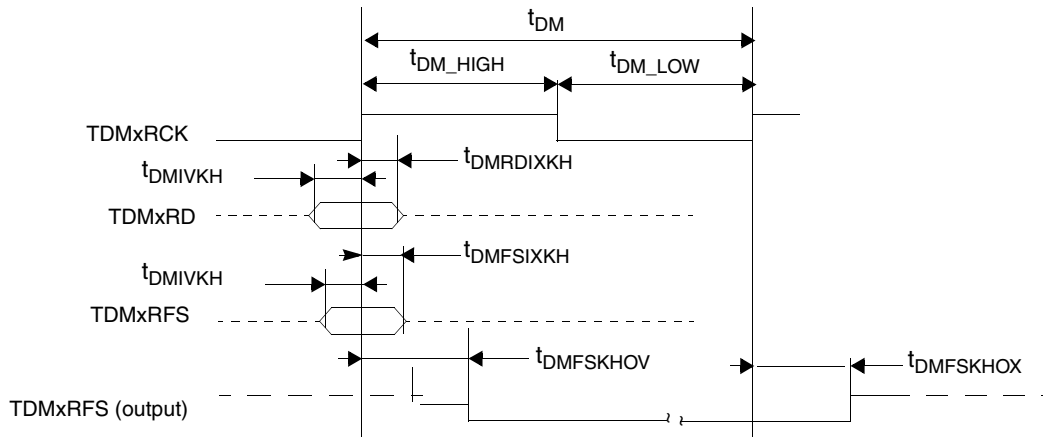 tDM
tDM_HIGH
tDM_LOW
TDMxRCK
tDMIVKH
tDMRDIXKH
TDMxRD
tDMIVKH
tDMFSIXKH
TDMxRFS
tDMFSKHOV
tDMFSKHOX
TDMxRFS (output)